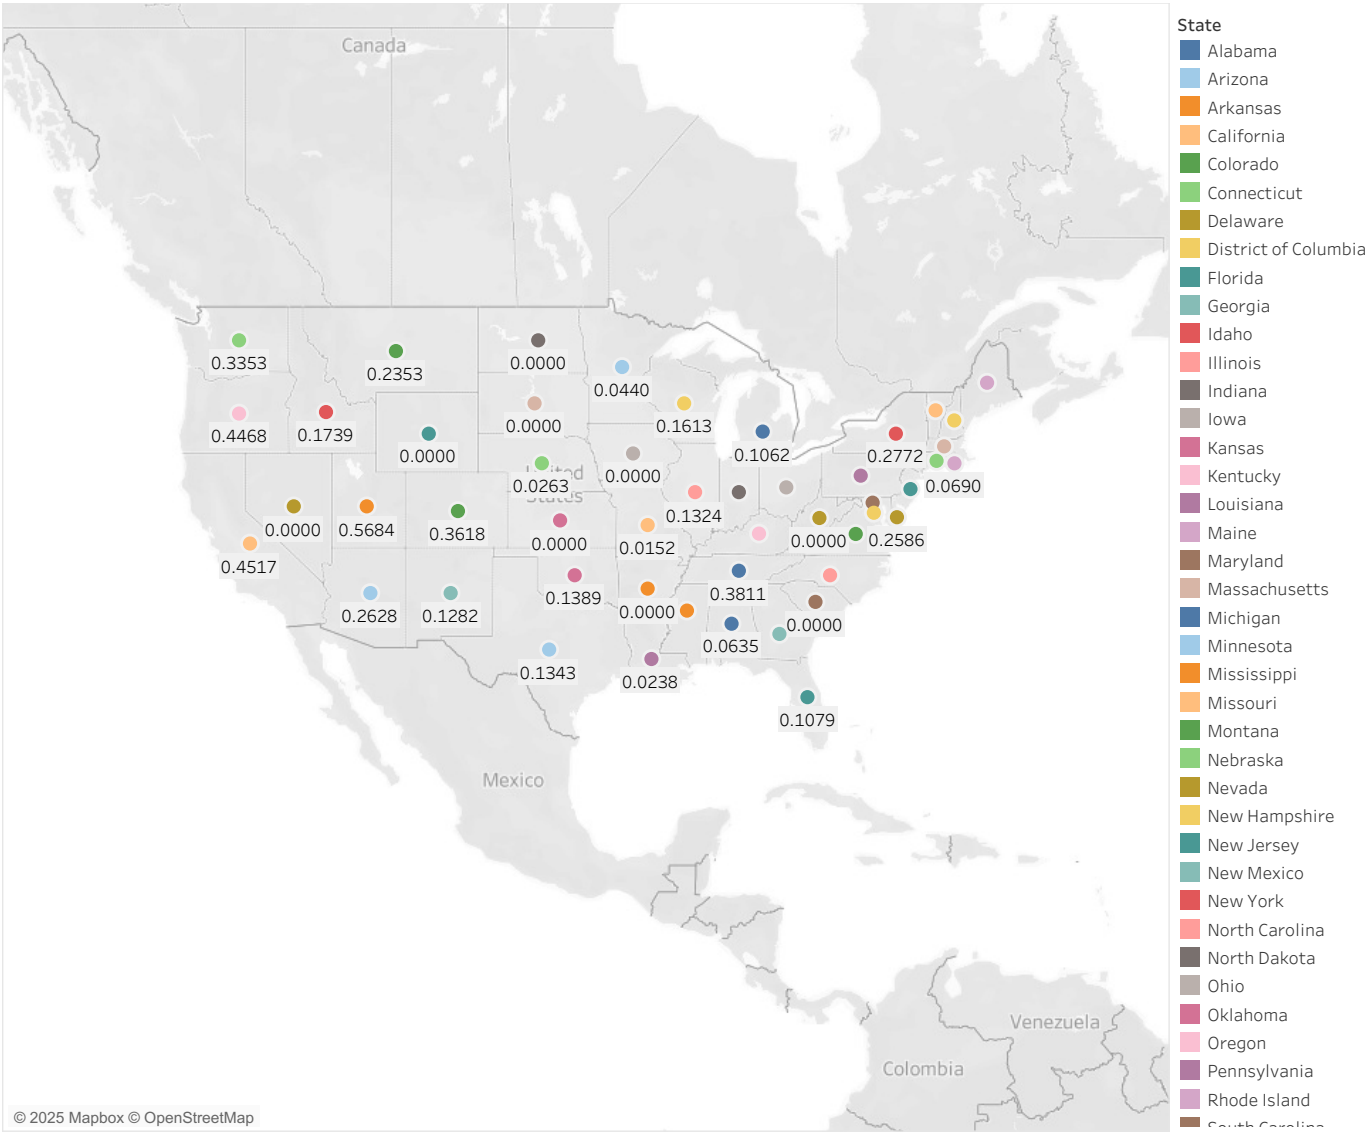 Canada
0.3353
0.2353
0.0000
0.0440
0.4468
0.1739
0.0000
0.0000
0.1613
0.1062
0.2772
United
States
0.0263
0.0000
0.1324
0.0690
0.0000
0.5684
0.3618
0.0000
0.0152
0.0000
0.2586
0.4517
0.2628
0.1282
0.1389
0.0000
0.3811
0.0000
0.1343
0.0238
0.0635
0.1079
Mexico
Venezuela
Colombia
© 2025 Mapbox © OpenStreetMap
State
Alabama
Arizona
Arkansas
California
Colorado
Connecticut
Delaware
District of Columbia
Florida
Georgia
Idaho
Illinois
Indiana
Iowa
Kansas
Kentucky
Louisiana
Maine
Maryland
Massachusetts
Michigan
Minnesota
Mississippi
Missouri
Montana
Nebraska
Nevada
New Hampshire
New Jersey
New Mexico
New York
North Carolina
North Dakota
Ohio
Oklahoma
Oregon
Pennsylvania
Rhode Island
South Carolina